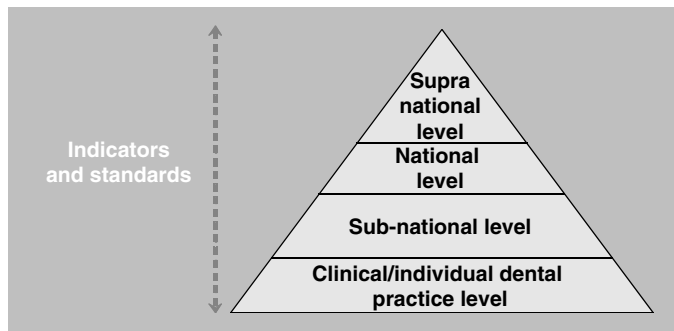 Indicators
and standards
Supra
national
level
National
level
Sub-national level
Clinical/individual dental
practice level